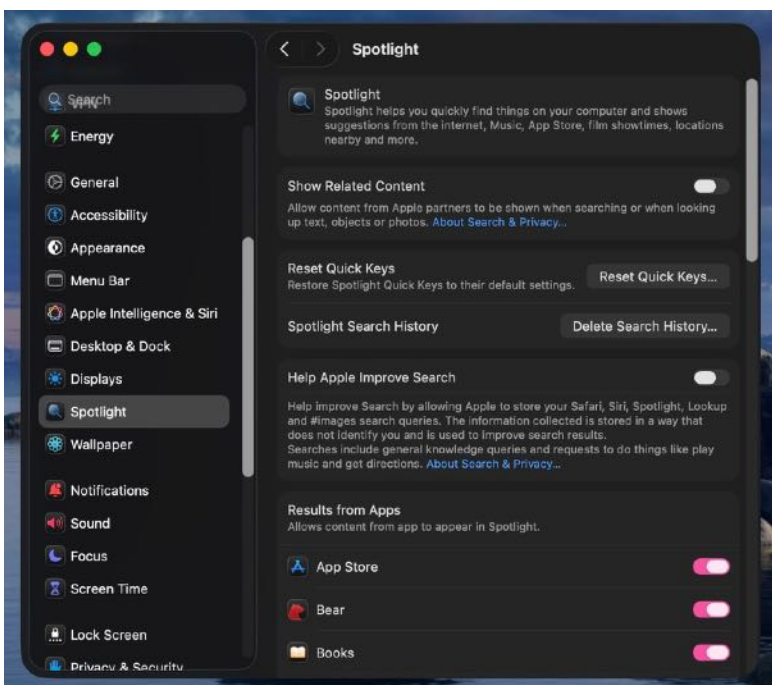 Spotlight
Search
VPN
Energy
General
Accessibility
Appearance
Menu Bar
Apple Intelligence & Siri
Desktop & Dock
Displays
Spotlight
Wallpaper
Notifications
Sound
Focus
Screen Time
Lock Screen
Privacy & Security
Spotlight
Spotlight helps you quickly find things on your computer and shows
suggestions from the internet, Music, App Store, film showtimes, locations
nearby and more.
Show Related Content
Allow content from Apple partners to be shown when searching or when looking
up text, objects or photos. About Search & Privacy...
Reset Quick Keys
Restore Spotlight Quick Keys to their default settings.
Reset Quick Keys...
Spotlight Search History
Delete Search History...
Help Apple Improve Search
Help improve Search by allowing Apple to store your Safari, Siri, Spotlight, Lookup
and #images search queries. The information collected is stored in a way that
does not identify you and is used to improve search results.
Searches include general knowledge queries and requests to do things like play
music and get directions. About Search & Privacy...
Results from Apps
Allows content from app to appear in Spotlight.
App Store
Bear
Books